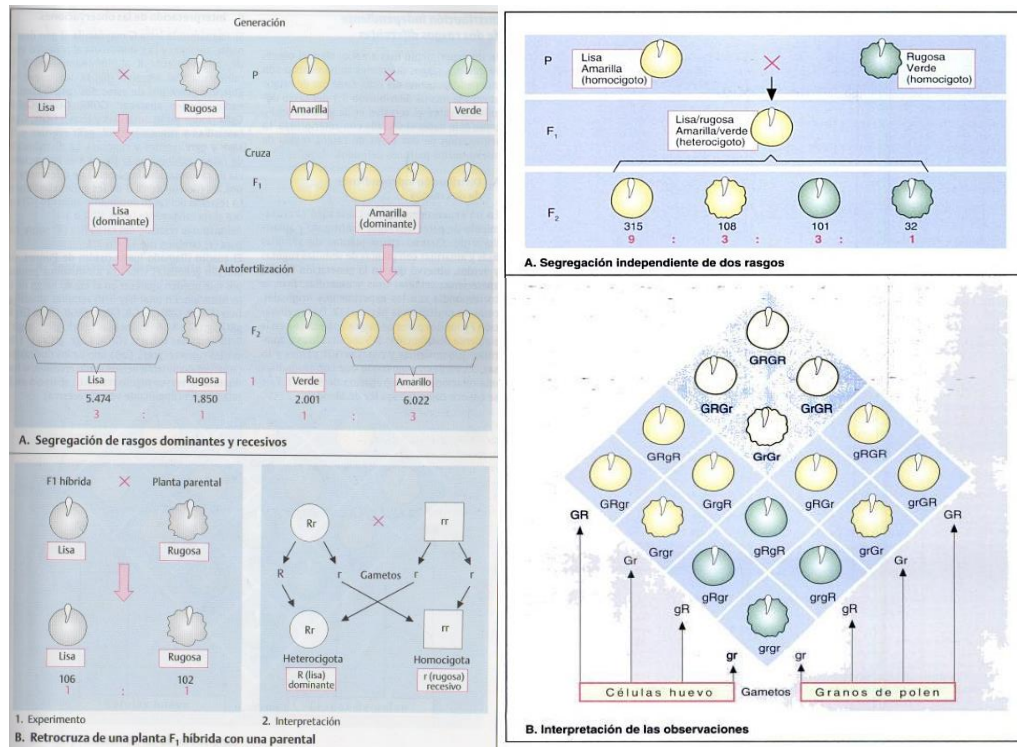 Generación
P
Lisa
Rugosa
Amarilla
Verde
Cruza
F1
Lisa
(dominante)
Amarilla
(dominante)
Autofertilización
F2
Lisa
Rugosa
1
Verde
Amarillo
5.474
1.850
2.001
6.022
3 : 1
1 : 3
A. Segregación de rasgos dominantes y recesivos
F1 híbrida
Planta parental
Lisa
Rugosa
Lisa
Rugosa
106
102
1 : 1
1. Experimento
Rr
rr
R
r
Gametos
r
r
Rr
rr
Heterocigota
Homocigota
R (lisa)
dominante
r (rugosa)
recesivo
2. Interpretación
B. Retrocruza de una planta F1 híbrida con una parental
P
Lisa
Amarilla
(homocigoto)
Rugosa
Verde
(homocigoto)
F1
Lisa/rugosa
Amarilla/verde
(heterocigoto)
F2
315
108
101
32
9 : 3 : 3 : 1
A. Segregación independiente de dos rasgos
GRGR
GRGr
GrGR
GRgR
GrGr
gRGR
GRgr
GrgR
gRGr
grGR
Grgr
gRgR
grGr
gRgr
grgR
grgr
GR
Gr
gR
gr
gr
gR
Gr
GR
Células huevo
Gametos
Granos de polen
B. Interpretación de las observaciones